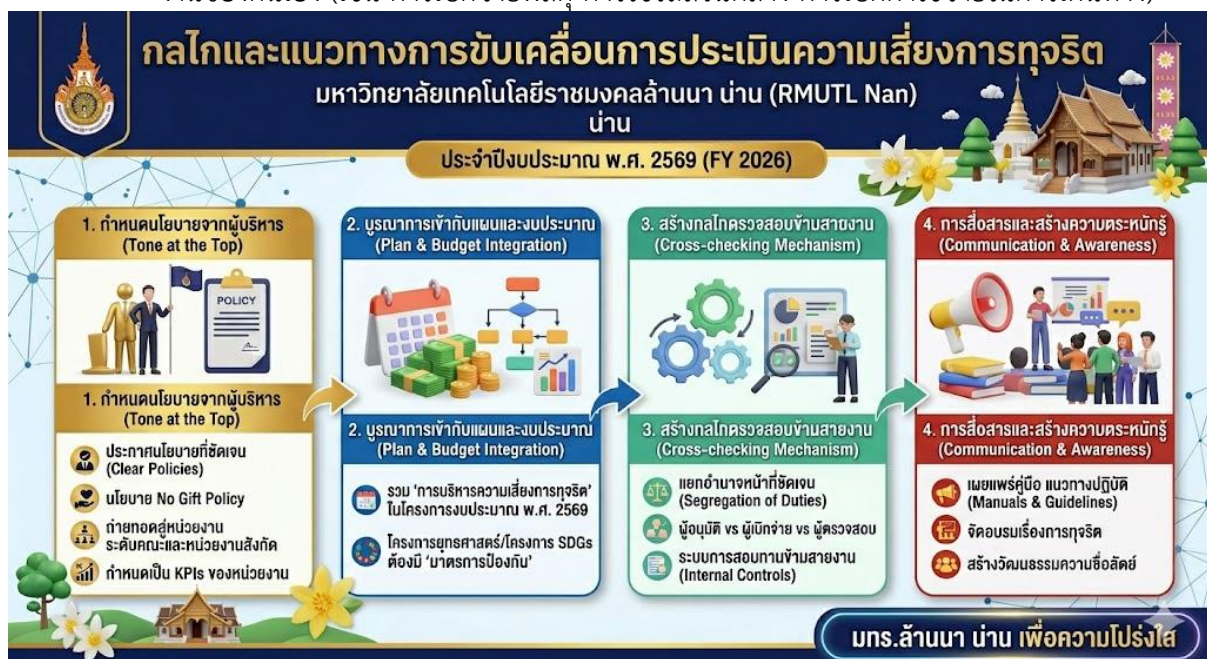 กลไกและแนวทางการขับเคลื่อนการประเมินความเสี่ยงการทุจริต
มหาวิทยาลัยเทคโนโลยีราชมงคลล้านนา น่าน (RMUTL Nan)
น่าน
ประจำปีงบประมาณ พ.ศ. 2569 (FY 2026)
1. กำหนดนโยบายจากผู้บริหาร
(Tone at the Top)
POLICY
1. กำหนดนโยบายจากผู้บริหาร
(Tone at the Top)
ประกาศนโยบายที่ชัดเจน
(Clear Policies)
นโยบาย No Gift Policy
ถ่ายทอดสู่หน่วยงาน
ระดับคณะและหน่วยงานสังกัด
กำหนดเป็น KPIs ของหน่วยงาน
2. บูรณาการเข้ากับแผนและงบประมาณ
(Plan & Budget Integration)
2. บูรณาการเข้ากับแผนและงบประมาณ
(Plan & Budget Integration)
รวม 'การบริหารความเสี่ยงการทุจริต'
ในโครงการงบประมาณ พ.ศ. 2569
โครงการยุทธศาสตร์/โครงการ SDGs
ต้องมี 'มาตรการป้องกัน'
3. สร้างกลไกตรวจสอบข้ามสายงาน
(Cross-checking Mechanism)
3. สร้างกลไกตรวจสอบข้ามสายงาน
(Cross-checking Mechanism)
แยกอำนาจหน้าที่ชัดเจน
(Segregation of Duties)
ผู้อนุมัติ vs ผู้เบิกจ่าย vs ผู้ตรวจสอบ
ระบบการสอบทานข้ามสายงาน
(Internal Controls)
4. การสื่อสารและสร้างความตระหนักรู้
(Communication & Awareness)
4. การสื่อสารและสร้างความตระหนักรู้
(Communication & Awareness)
เผยแพร่คู่มือ แนวทางปฏิบัติ
(Manuals & Guidelines)
จัดอบรมเรื่องการทุจริต
สร้างวัฒนธรรมความซื่อสัตย์
มทร.ล้านนา น่าน เพื่อความโปร่งใส